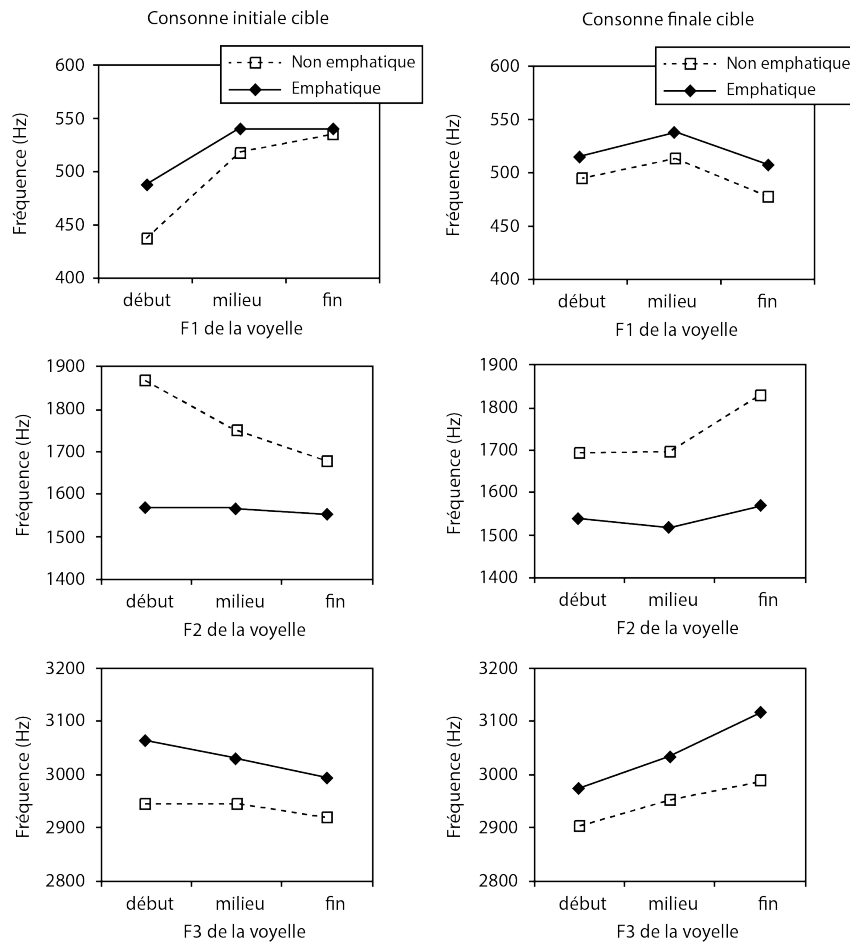 Consonne initiale cible
Non emphatique
Emphatique
Fréquence (Hz)
600
550
500
450
400
début milieu fin
F1 de la voyelle
Consonne finale cible
Non emphatique
Emphatique
Fréquence (Hz)
600
550
500
450
400
début milieu fin
F1 de la voyelle
Fréquence (Hz)
1900
1800
1700
1600
1500
1400
début milieu fin
F2 de la voyelle
Fréquence (Hz)
1900
1800
1700
1600
1500
1400
début milieu fin
F2 de la voyelle
Fréquence (Hz)
3200
3100
3000
2900
2800
début milieu fin
F3 de la voyelle
Fréquence (Hz)
3200
3100
3000
2900
2800
début milieu fin
F3 de la voyelle